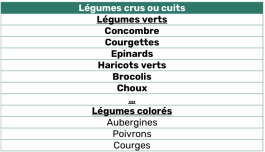 Légumes crus ou cuits
Légumes verts
Concombre
Courgettes
Epinards
Haricots verts
Brocolis
Choux
...
Légumes colorés
Aubergines
Poivrons
Courges